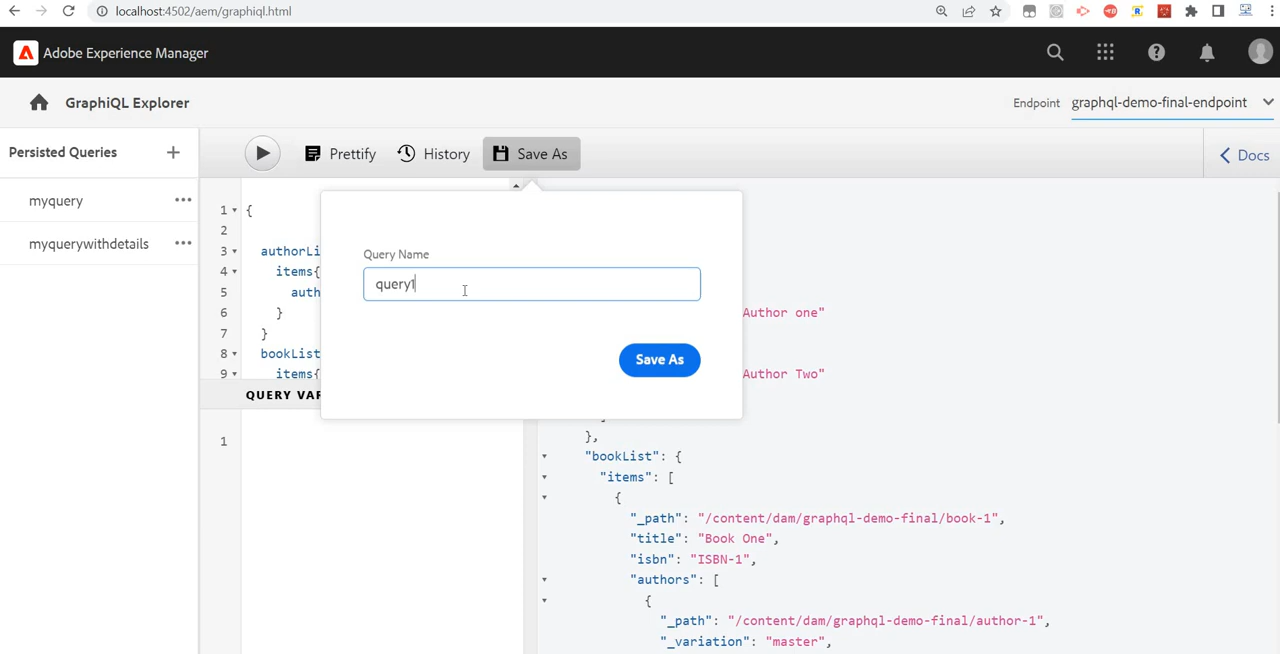 localhost:4502/aem/graphiql.html
Adobe Experience Manager
GraphiQL Explorer
Endpoint graphql-demo-final-endpoint
Persisted Queries +
Prettify History Save As
Docs
myquery
myquerywithdetails
1 {
2
3 authorLi
4 items{
5 auth
6 }
7 }
8 bookList
9 items{
QUERY VAR
1
Query Name
query1
Save As
Author one"
Author Two"
},
"bookList": {
"items": [
{
"_path": "/content/dam/graphql-demo-final/book-1",
"title": "Book One",
"isbn": "ISBN-1",
"authors": [
{
"_path": "/content/dam/graphql-demo-final/author-1",
"_variation": "master",